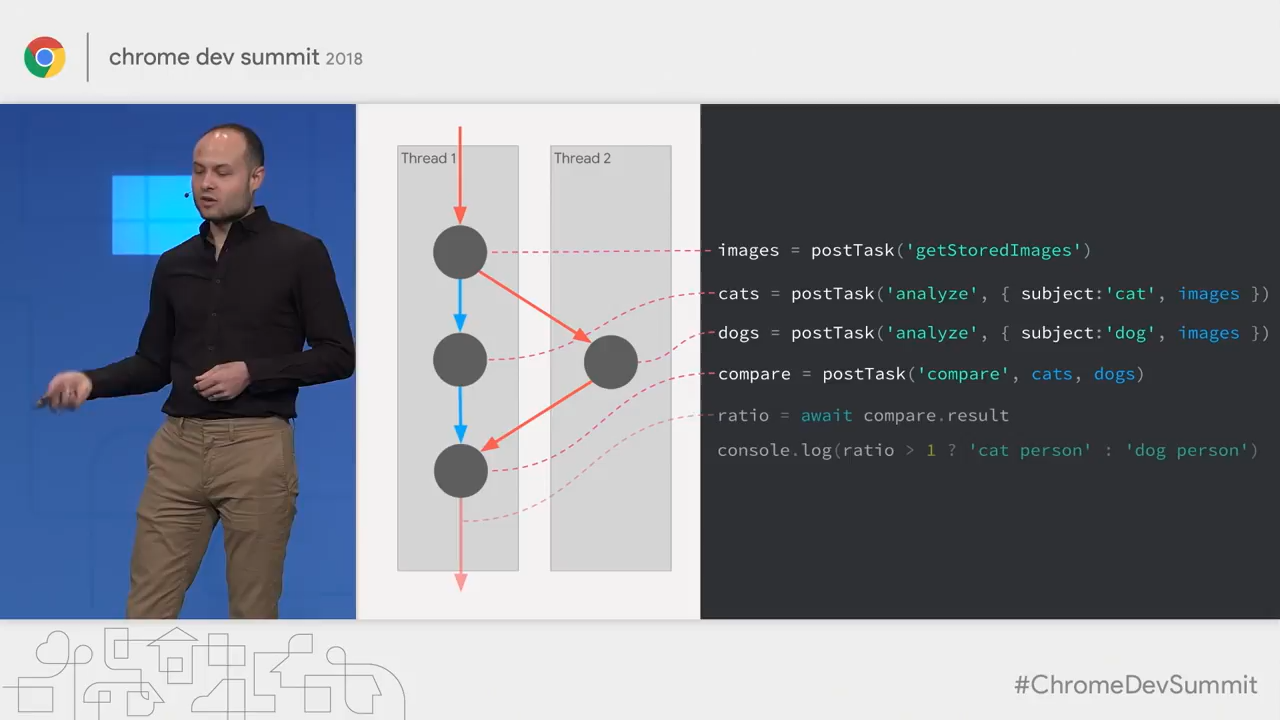 chrome dev summit 2018
Thread 1
Thread 2
images = postTask('getStoredImages')
cats = postTask('analyze', { subject:'cat', images })
dogs = postTask('analyze', { subject:'dog', images })
compare = postTask('compare', cats, dogs)
ratio = await compare.result
console.log(ratio > 1 ? 'cat person' : 'dog person')
#ChromeDevSummit